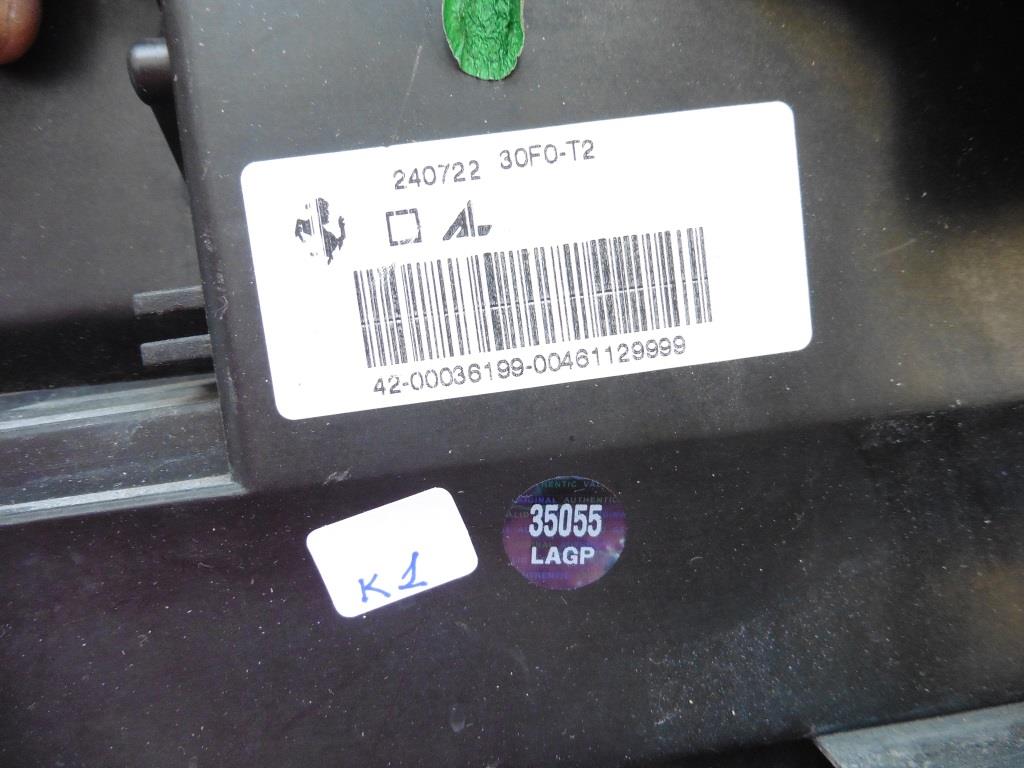 240722 30F0-T2
AL
42-00036199-00461129999
K1
35055
LAGP